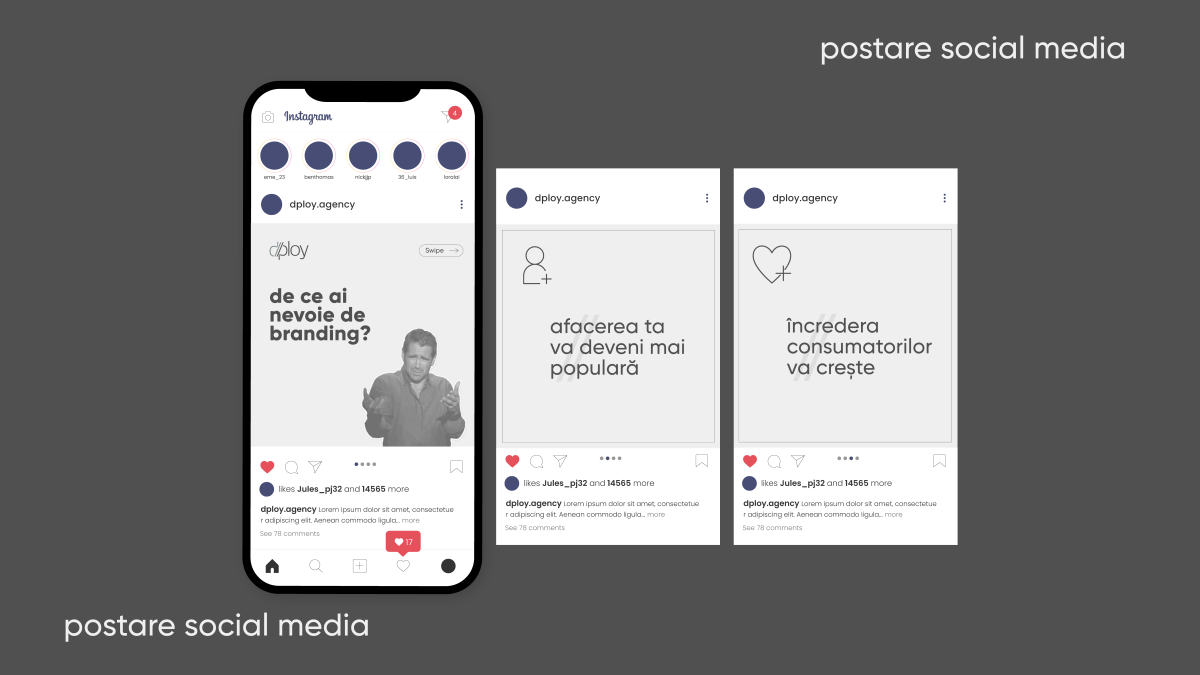 postare social media
Instagram
4
eme_23
benthomas
nickjjp
36_luis
loralai
dploy.agency
dploy
Swipe
de ce ai
nevoie de
branding?
likes Jules_pj32 and 14565 more
dploy.agency Lorem ipsum dolor sit amet, consectetue
r adipiscing elit. Aenean commodo ligula... more
See 78 comments
17
dploy.agency
afacerea ta
va deveni mai
populară
likes Jules_pj32 and 14565 more
dploy.agency Lorem ipsum dolor sit amet, consectetue
r adipiscing elit. Aenean commodo ligula... more
See 78 comments
dploy.agency
încredera
consumatorilor
va crește
likes Jules_pj32 and 14565 more
dploy.agency Lorem ipsum dolor sit amet, consectetue
r adipiscing elit. Aenean commodo ligula... more
See 78 comments
postare social media